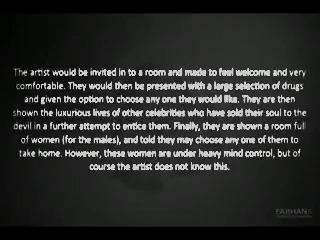 The artist would be invited in to a room and made to feel welcome and very
comfortable. They would then be presented with a large selection of drugs
and given the option to choose any one they would like. They are then
shown the luxurious lives of other celebrities who have sold their soul to the
devil in a further attempt to entice them. Finally, they are shown a room full
of women (for the males), and told they may choose any one of them to
take home. However, these women are under heavy mind control, but of
course the artist does not know this.
FARHAN